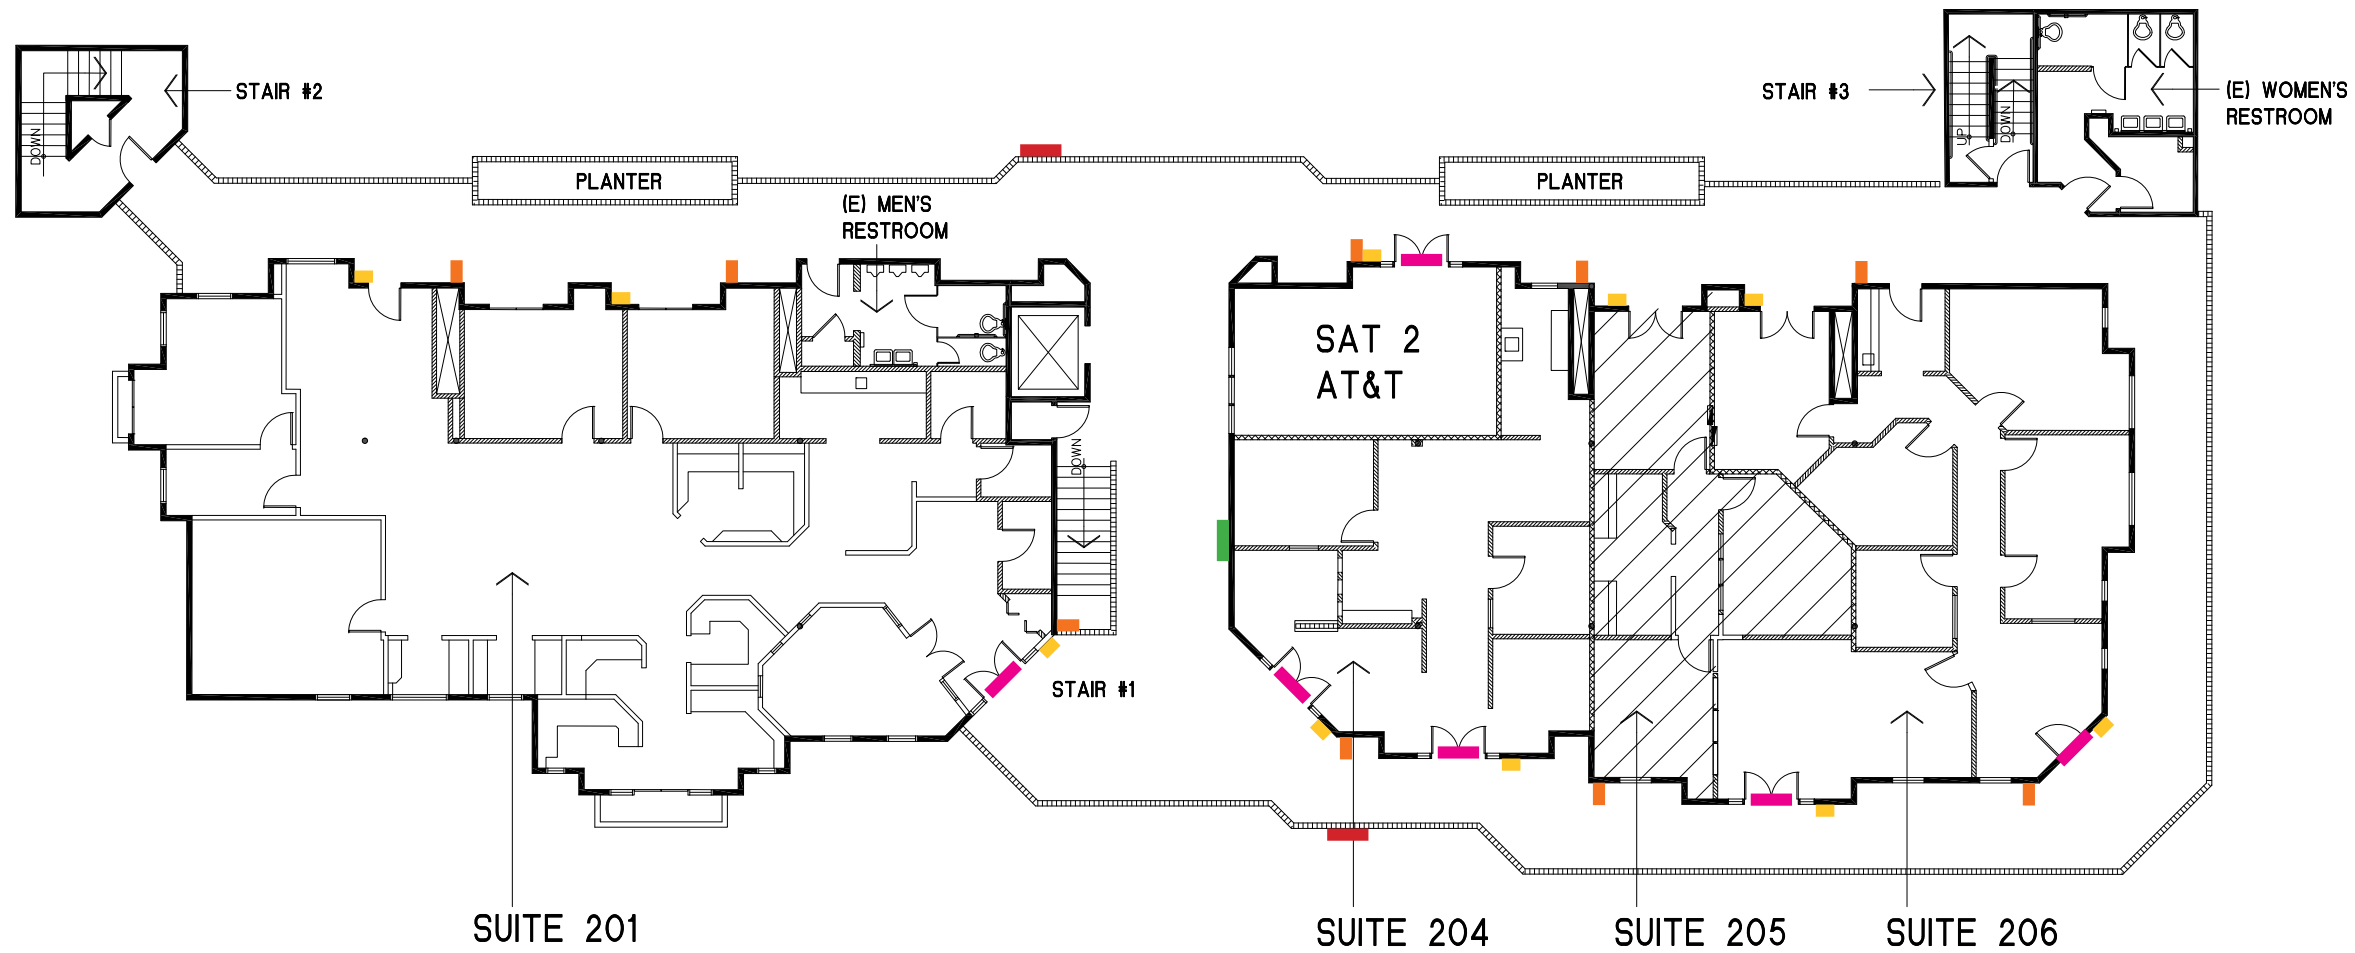 STAIR #2
STAIR #3
(E) WOMEN'S
RESTROOM
DOWN
UP
DOWN
PLANTER
PLANTER
(E) MEN'S
RESTROOM
SAT 2
AT&T
DOWN
STAIR #1
SUITE 201
SUITE 204
SUITE 205
SUITE 206